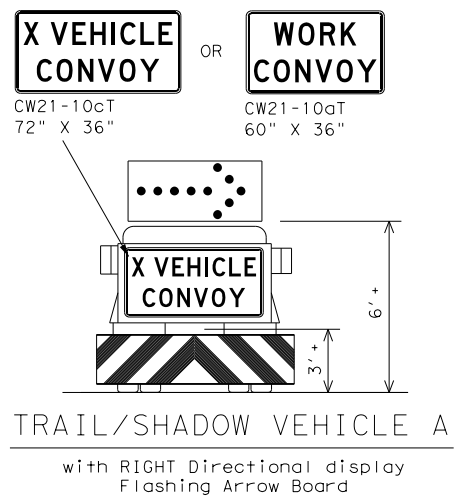 X VEHICLE
CONVOY
OR
WORK
CONVOY
CW21-10cT
72" X 36"
CW21-10aT
60" X 36"
X VEHICLE
CONVOY
6' +
3' +
TRAIL/SHADOW VEHICLE A
with RIGHT Directional display
Flashing Arrow Board